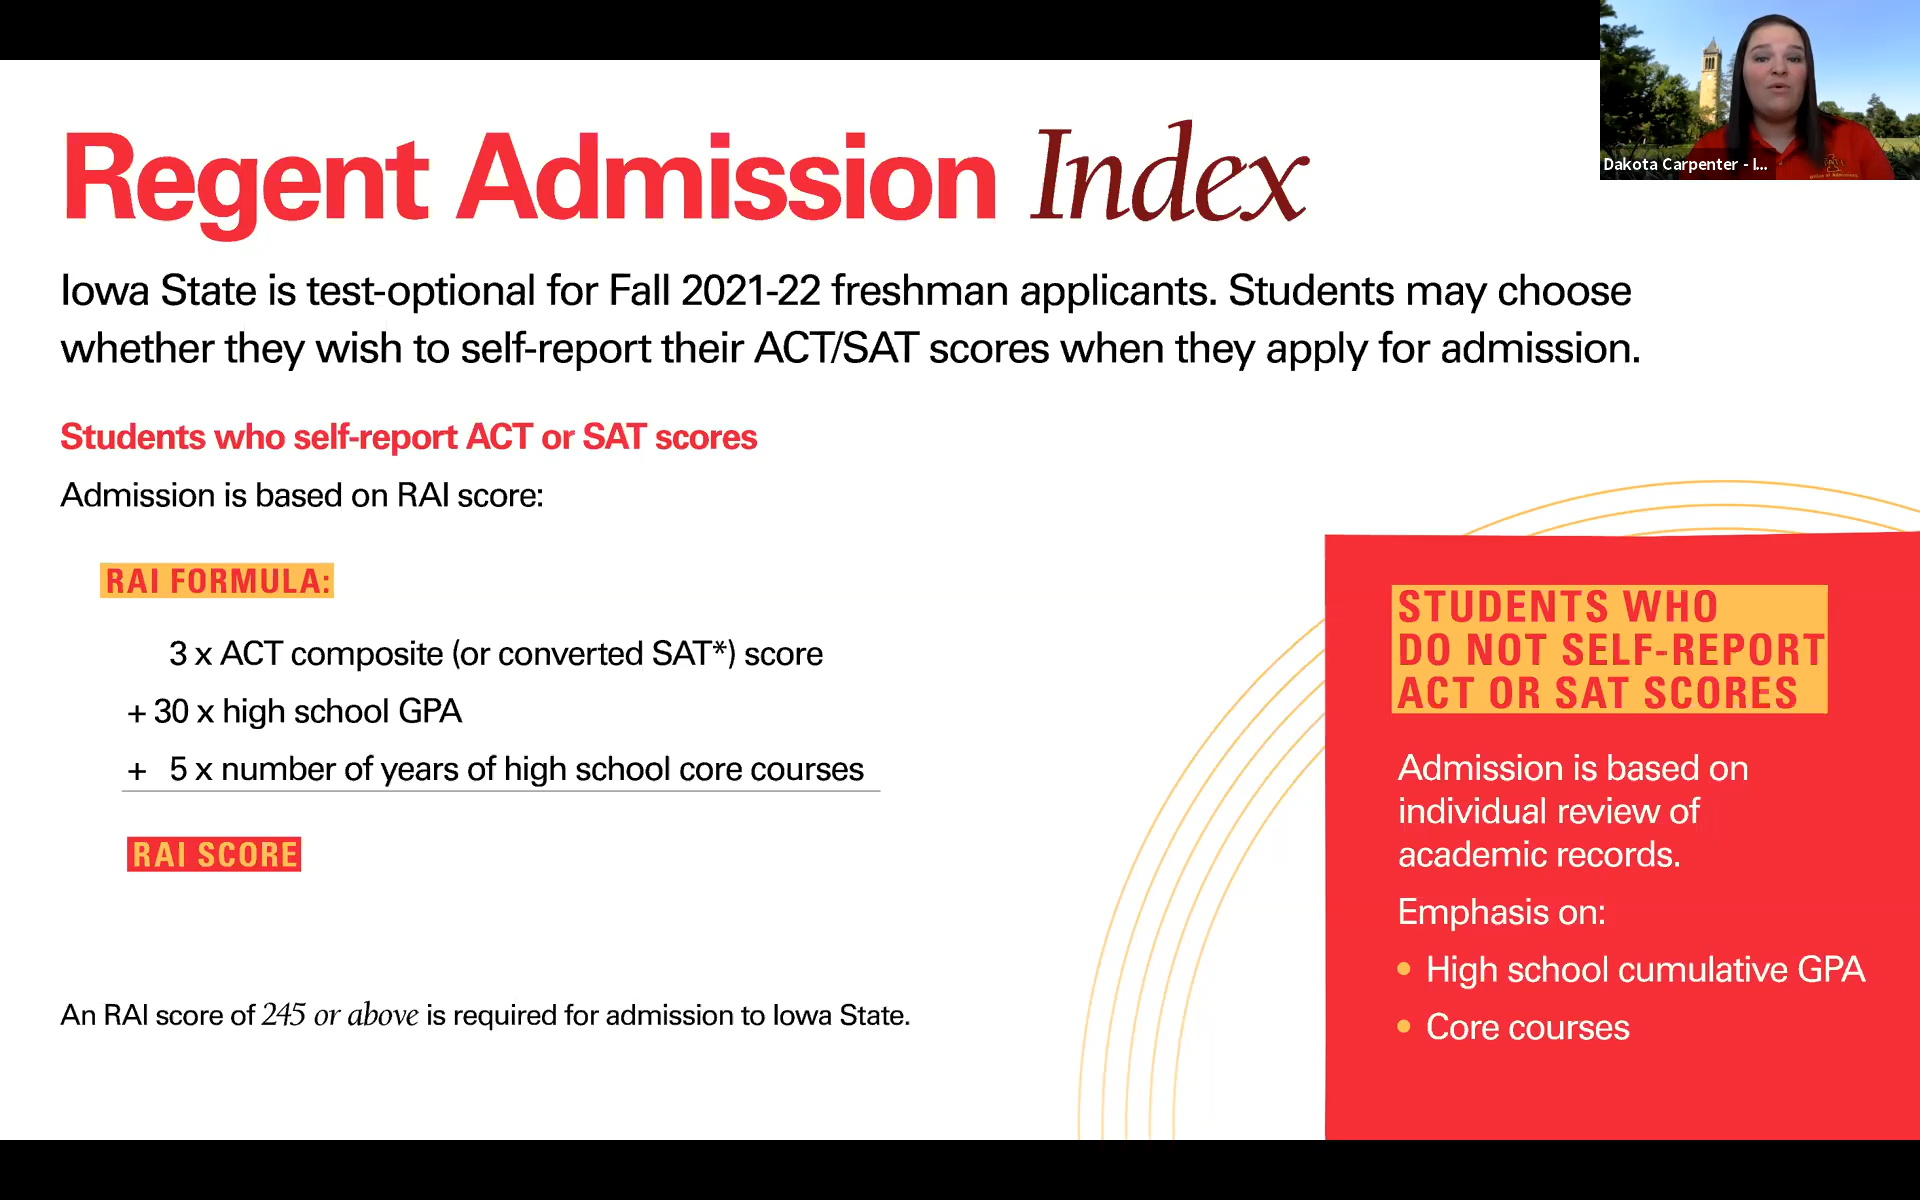 Regent Admission Index
Dakota Carpenter - I...
Iowa State is test-optional for Fall 2021-22 freshman applicants. Students may choose
whether they wish to self-report their ACT/SAT scores when they apply for admission.
Students who self-report ACT or SAT scores
Admission is based on RAI score:
RAI FORMULA:
3 x ACT composite (or converted SAT*) score
+ 30 x high school GPA
+ 5 x number of years of high school core courses
RAI SCORE
An RAI score of 245 or above is required for admission to Iowa State.
STUDENTS WHO
DO NOT SELF-REPORT
ACT OR SAT SCORES
Admission is based on
individual review of
academic records.
Emphasis on:
• High school cumulative GPA
• Core courses